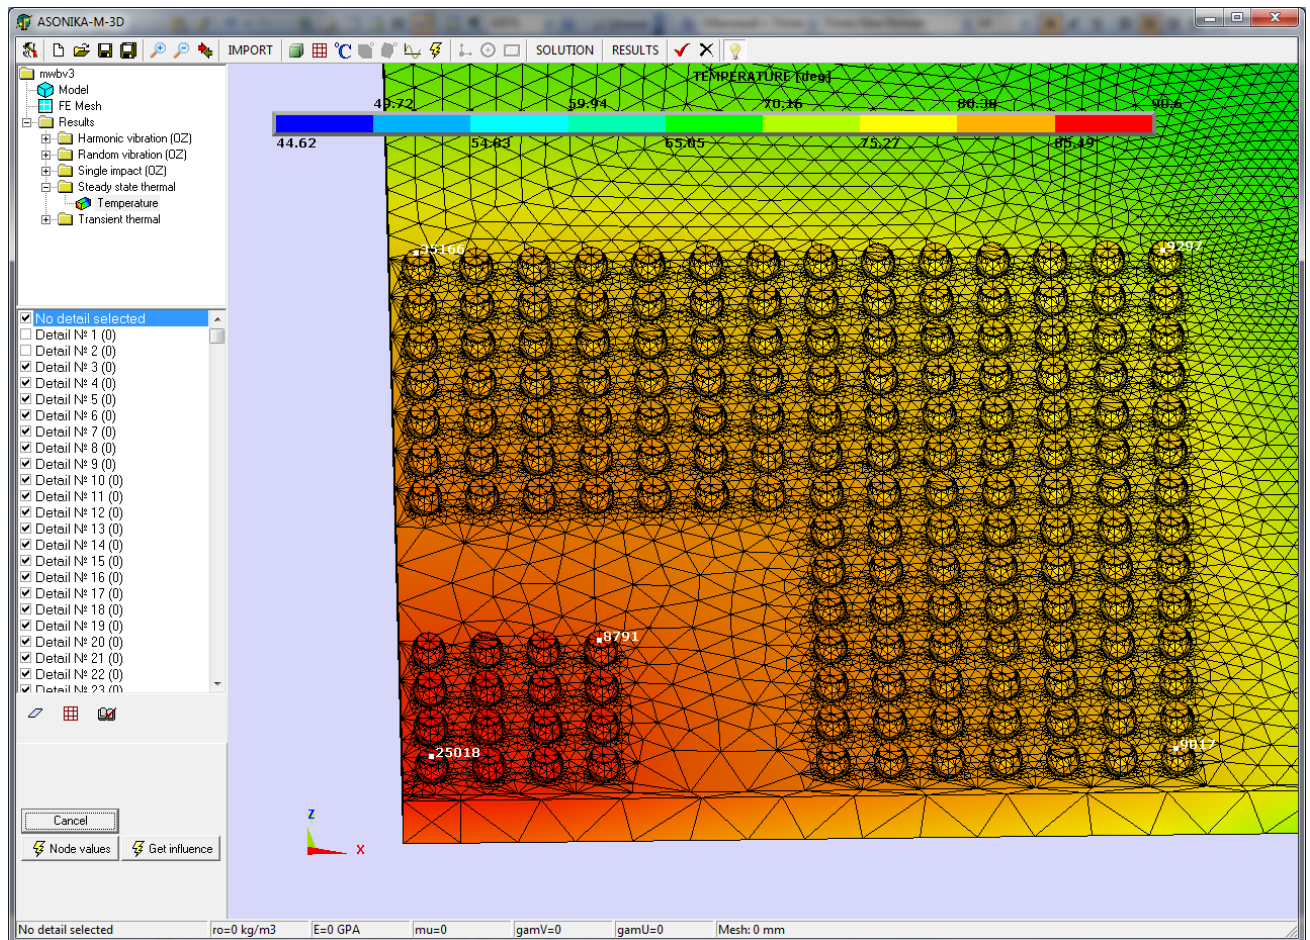 ASONIKA-M-3D
IMPORT °C SOLUTION RESULTS
mwbv3
Model
FE Mesh
Results
Harmonic vibration (OZ)
Random vibration (OZ)
Single impact (OZ)
Steady state thermal
Temperature
Transient thermal
No detail selected
Detail № 1 (0)
Detail № 2 (0)
Detail № 3 (0)
Detail № 4 (0)
Detail № 5 (0)
Detail № 6 (0)
Detail № 7 (0)
Detail № 8 (0)
Detail № 9 (0)
Detail № 10 (0)
Detail № 11 (0)
Detail № 12 (0)
Detail № 13 (0)
Detail № 14 (0)
Detail № 15 (0)
Detail № 16 (0)
Detail № 17 (0)
Detail № 18 (0)
Detail № 19 (0)
Detail № 20 (0)
Detail № 21 (0)
Detail № 22 (0)
Detail № 23 (0)
Cancel
Node values Get influence
TEMPERATURE [deg]
49.72 59.94 70.16 80.38 90.6
44.62 54.83 65.05 75.27 85.49
35166 9297
8791
25018 9017
Z
X
No detail selected ro=0 kg/m3 E=0 GPA mu=0 gamV=0 gamU=0 Mesh: 0 mm